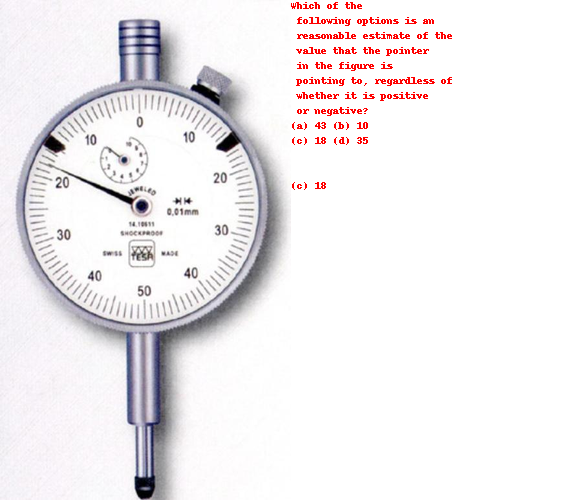 Which of the
following options is an
reasonable estimate of the
value that the pointer
in the figure is
pointing to, regardless of
whether it is positive
or negative?
(a) 43 (b) 10
(c) 18 (d) 35
(c) 18
0
10
10
20
20
30
30
40
40
50
JEWELED
0,01mm
14.10611
SHOCKPROOF
SWISS
TESA
MADE